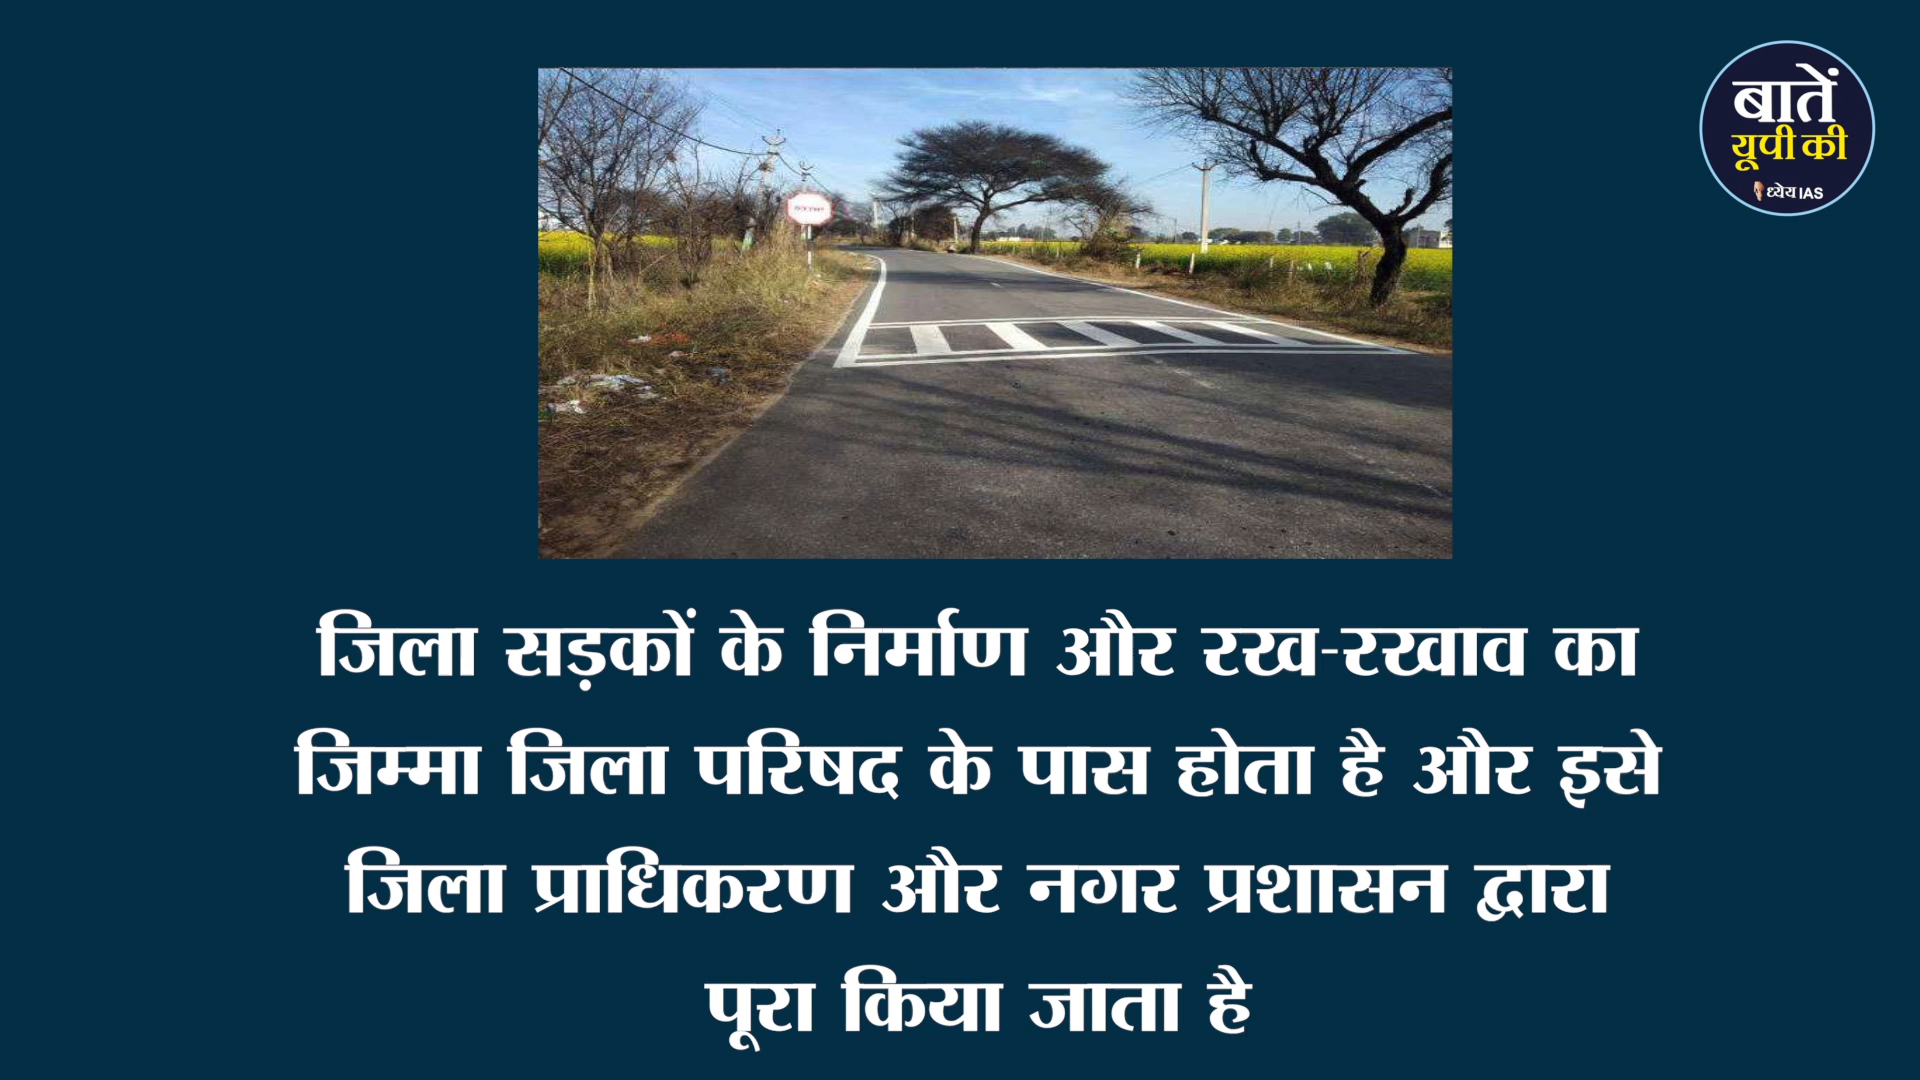 बातें
यूपी की
ध्येय IAS
जिला सड़कों के निर्माण और रख-रखाव का
जिम्मा जिला परिषद के पास होता है और इसे
जिला प्राधिकरण और नगर प्रशासन द्वारा
पूरा किया जाता है